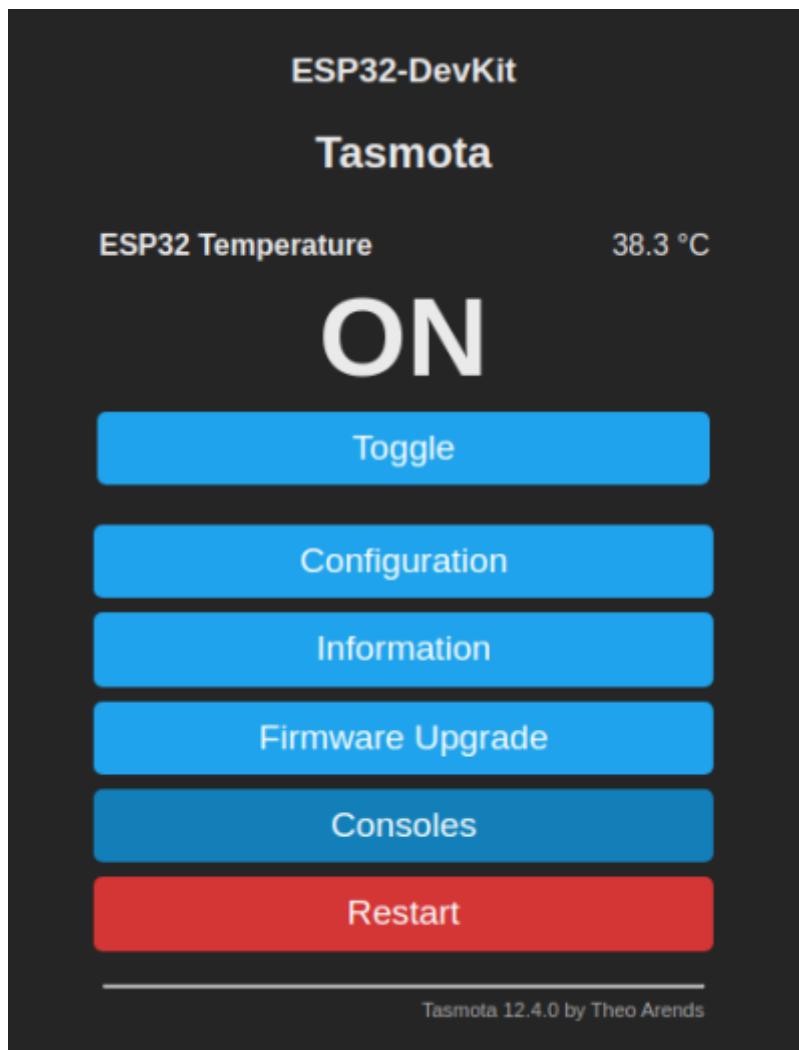 ESP32-DevKit
Tasmota
ESP32 Temperature 38.3 °C
ON
Toggle
Configuration
Information
Firmware Upgrade
Consoles
Restart
Tasmota 12.4.0 by Theo Arends